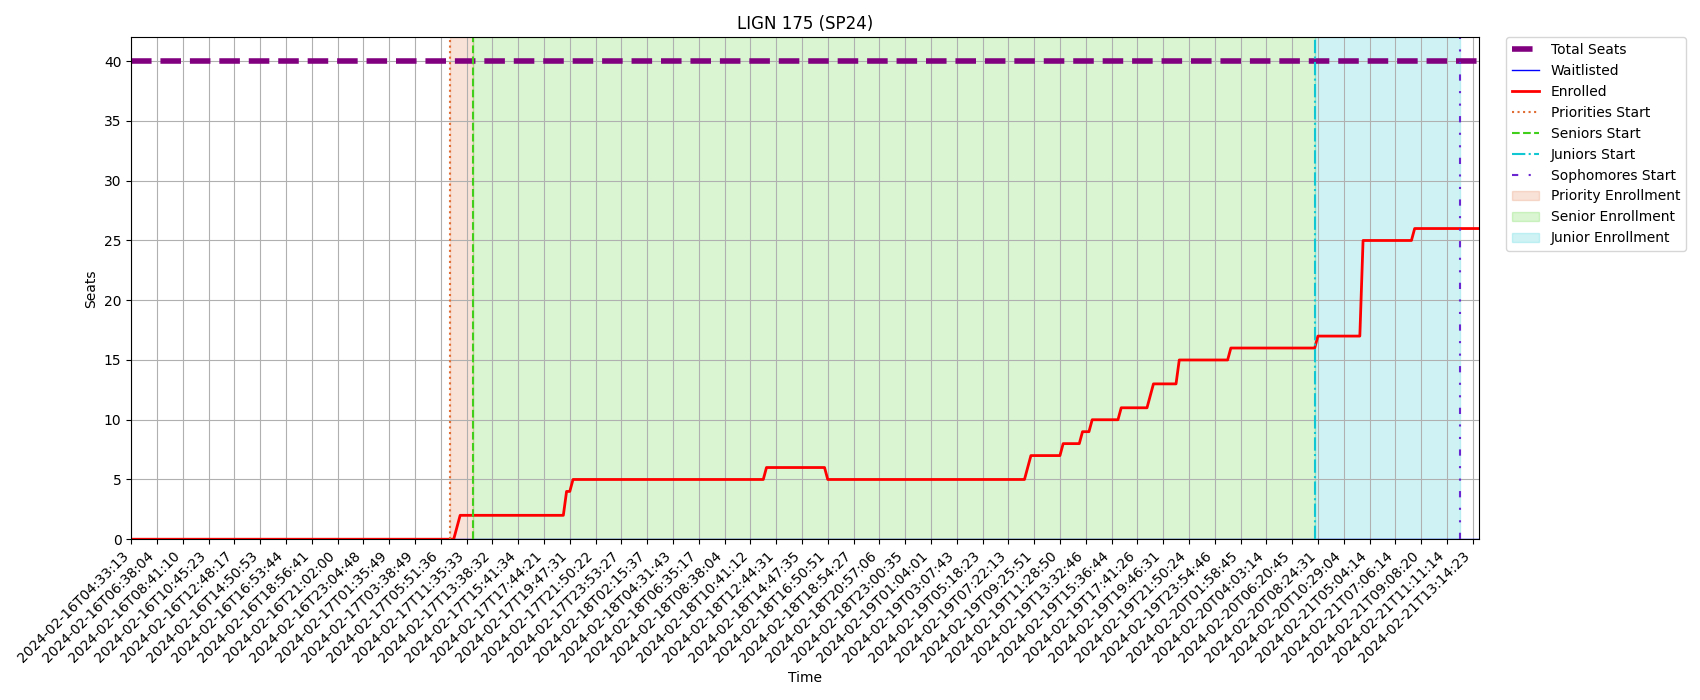 LIGN 175 (SP24)
Total Seats
Waitlisted
Enrolled
Priorities Start
Seniors Start
Juniors Start
Sophomores Start
Priority Enrollment
Senior Enrollment
Junior Enrollment
Seats
40
35
30
25
20
15
10
5
0
2024-02-16T04:33:13
2024-02-16T06:38:04
2024-02-16T08:41:10
2024-02-16T10:45:23
2024-02-16T12:48:17
2024-02-16T14:50:53
2024-02-16T16:53:44
2024-02-16T18:56:41
2024-02-16T21:02:00
2024-02-16T23:04:48
2024-02-17T01:35:49
2024-02-17T03:38:49
2024-02-17T05:51:36
2024-02-17T11:35:33
2024-02-17T13:38:32
2024-02-17T15:41:34
2024-02-17T17:44:21
2024-02-17T19:47:31
2024-02-17T21:50:22
2024-02-17T23:53:27
2024-02-18T02:15:37
2024-02-18T04:31:43
2024-02-18T06:35:17
2024-02-18T08:38:04
2024-02-18T10:41:12
2024-02-18T12:44:31
2024-02-18T14:47:35
2024-02-18T16:50:51
2024-02-18T18:54:27
2024-02-18T20:57:06
2024-02-18T23:00:35
2024-02-19T01:04:01
2024-02-19T03:07:43
2024-02-19T05:18:23
2024-02-19T07:22:13
2024-02-19T09:25:51
2024-02-19T11:28:50
2024-02-19T13:32:46
2024-02-19T15:36:44
2024-02-19T17:41:26
2024-02-19T19:46:31
2024-02-19T21:50:24
2024-02-19T23:54:46
2024-02-20T01:58:45
2024-02-20T04:03:14
2024-02-20T06:20:45
2024-02-20T08:24:31
2024-02-20T10:29:04
2024-02-21T05:04:14
2024-02-21T07:06:14
2024-02-21T09:08:20
2024-02-21T11:11:14
2024-02-21T13:14:23
Time